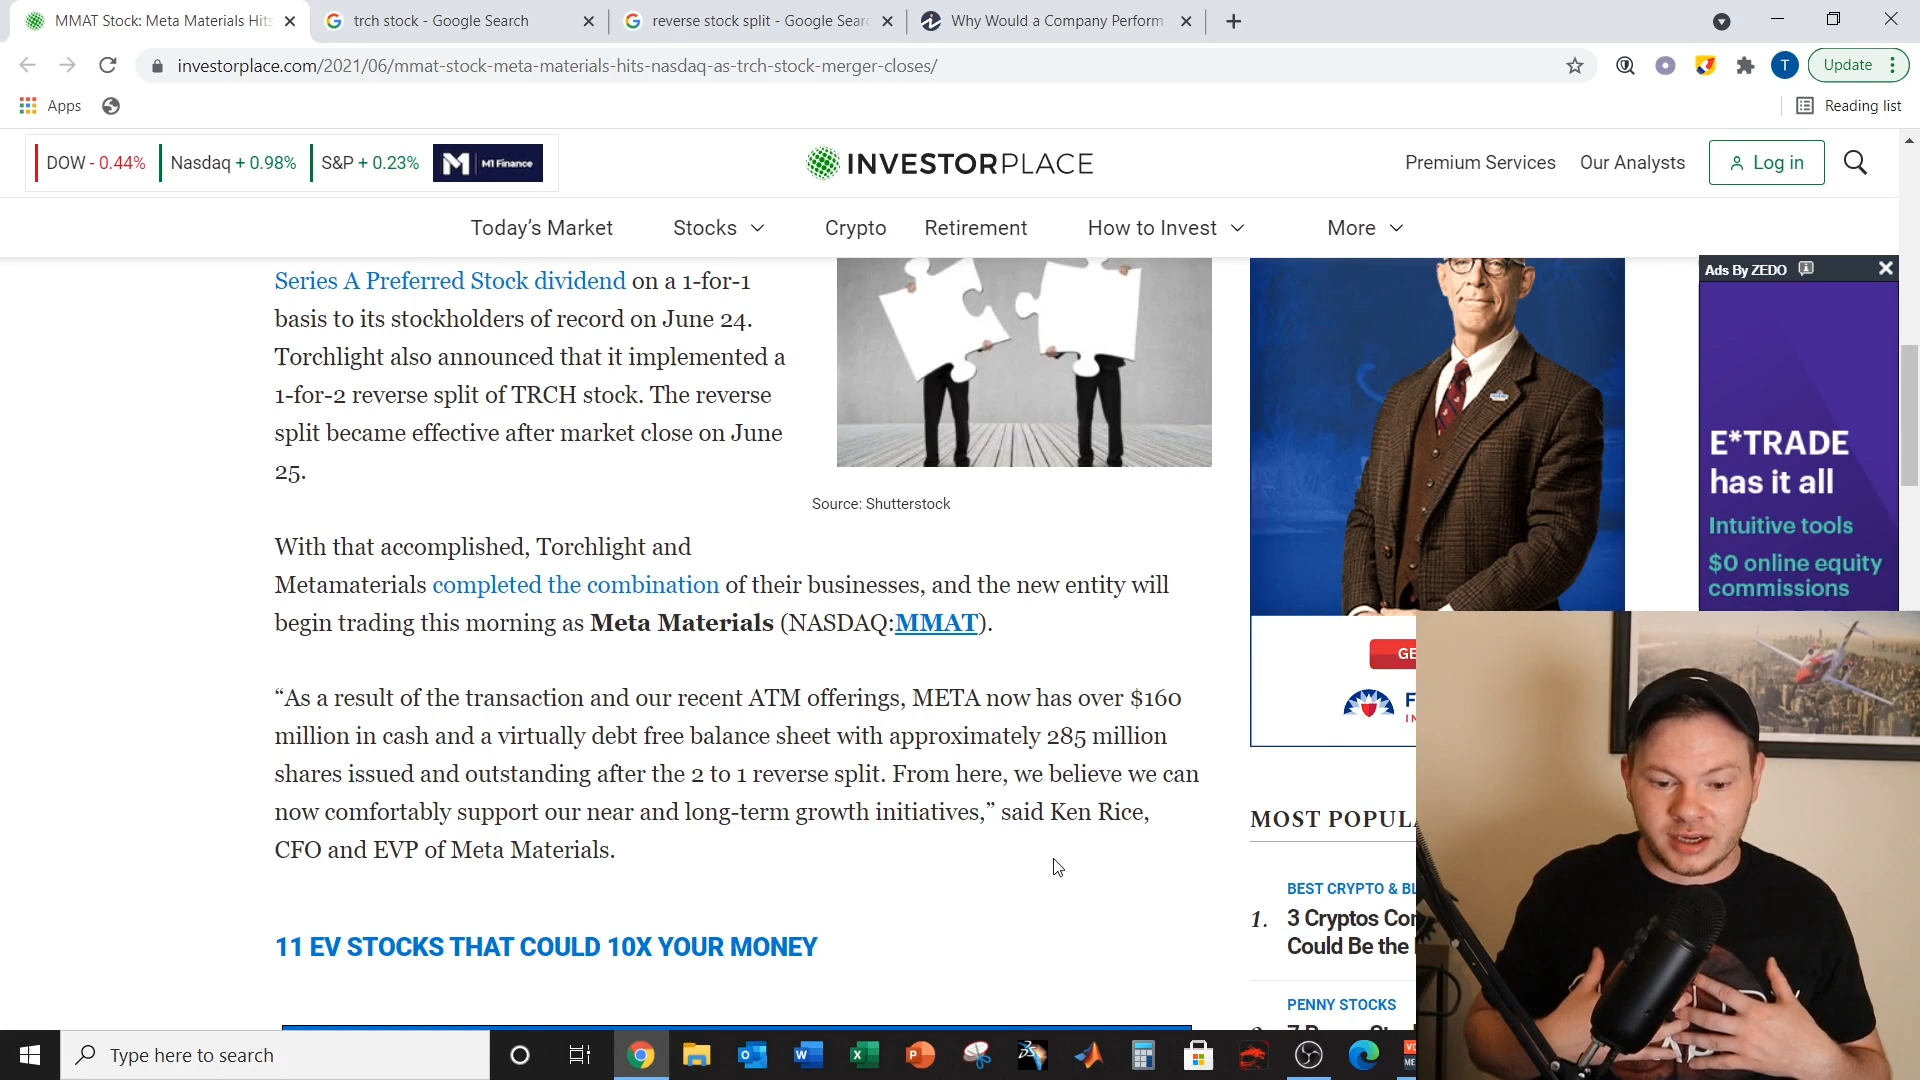 MMAT Stock: Meta Materials Hits
trch stock - Google Search
reverse stock split - Google Searc
Why Would a Company Perform
investorplace.com/2021/06/mmat-stock-meta-materials-hits-nasdaq-as-trch-stock-merger-closes/
T
Update
Apps
Reading list
DOW - 0.44%
Nasdaq + 0.98%
S&P + 0.23%
M1 Finance
INVESTORPLACE
Premium Services
Our Analysts
Log in
Today's Market
Stocks
Crypto
Retirement
How to Invest
More
Series A Preferred Stock dividend on a 1-for-1
basis to its stockholders of record on June 24.
Torchlight also announced that it implemented a
1-for-2 reverse split of TRCH stock. The reverse
split became effective after market close on June
25.
Source: Shutterstock
With that accomplished, Torchlight and
Metamaterials completed the combination of their businesses, and the new entity will
begin trading this morning as Meta Materials (NASDAQ:MMAT).
“As a result of the transaction and our recent ATM offerings, META now has over $160
million in cash and a virtually debt free balance sheet with approximately 285 million
shares issued and outstanding after the 2 to 1 reverse split. From here, we believe we can
now comfortably support our near and long-term growth initiatives,” said Ken Rice,
CFO and EVP of Meta Materials.
11 EV STOCKS THAT COULD 10X YOUR MONEY
Ads By ZEDO
E*TRADE
has it all
Intuitive tools
$0 online equity
commissions
GE
F
IN
MOST POPUL
BEST CRYPTO & BL
1. 3 Cryptos Co
Could Be the
PENNY STOCKS
Type here to search